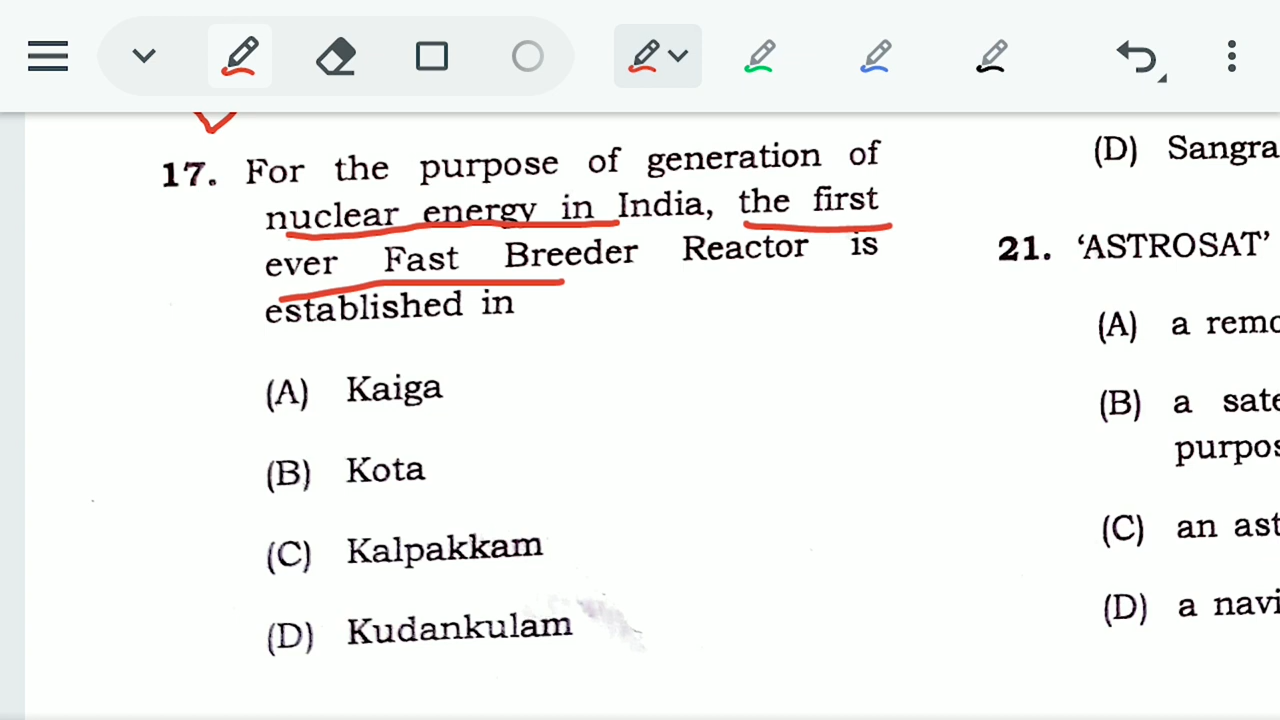 17. For the purpose of generation of
nuclear energy in India, the first
ever Fast Breeder Reactor is
established in
(A) Kaiga
(B) Kota
(C) Kalpakkam
(D) Kudankulam
(D) Sangra
21. 'ASTROSAT'
(A) a remo
(B) a sate
purpos
(C) an ast
(D) a navi